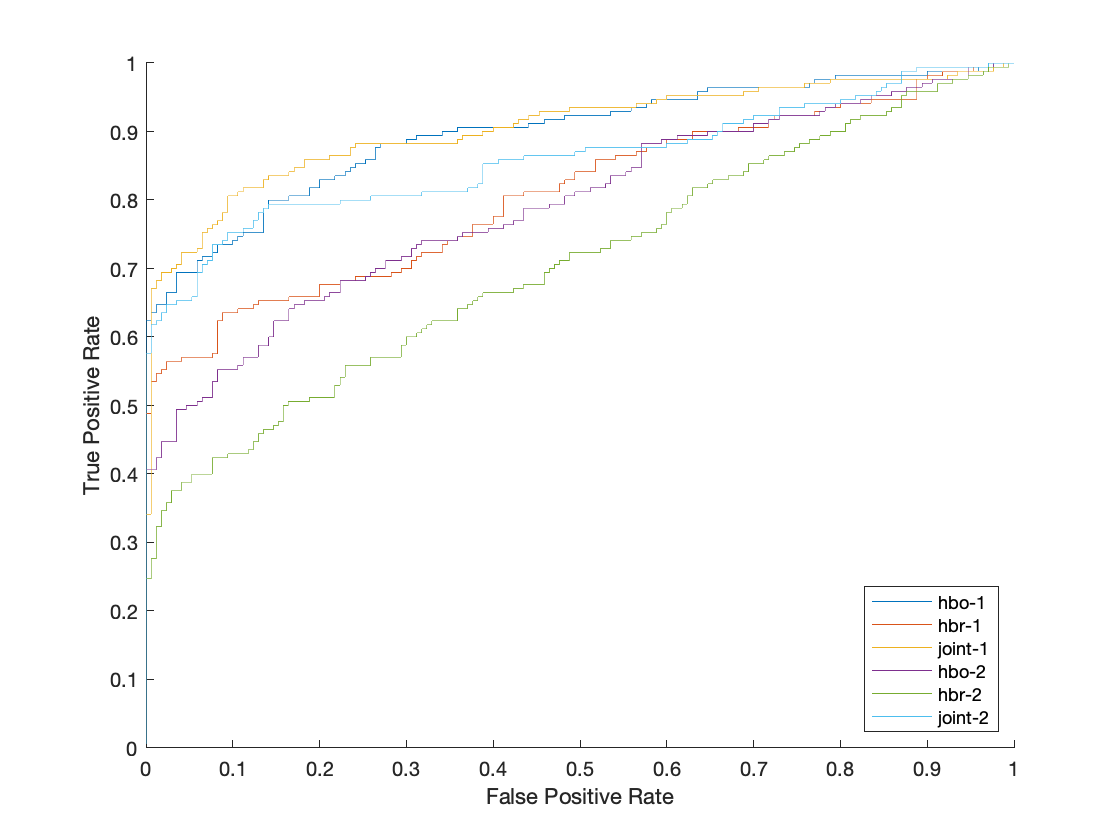 1
0.9
0.8
0.7
0.6
0.5
0.4
0.3
0.2
0.1
0
True Positive Rate
hbo-1
hbr-1
joint-1
hbo-2
hbr-2
joint-2
0 0.1 0.2 0.3 0.4 0.5 0.6 0.7 0.8 0.9 1
False Positive Rate